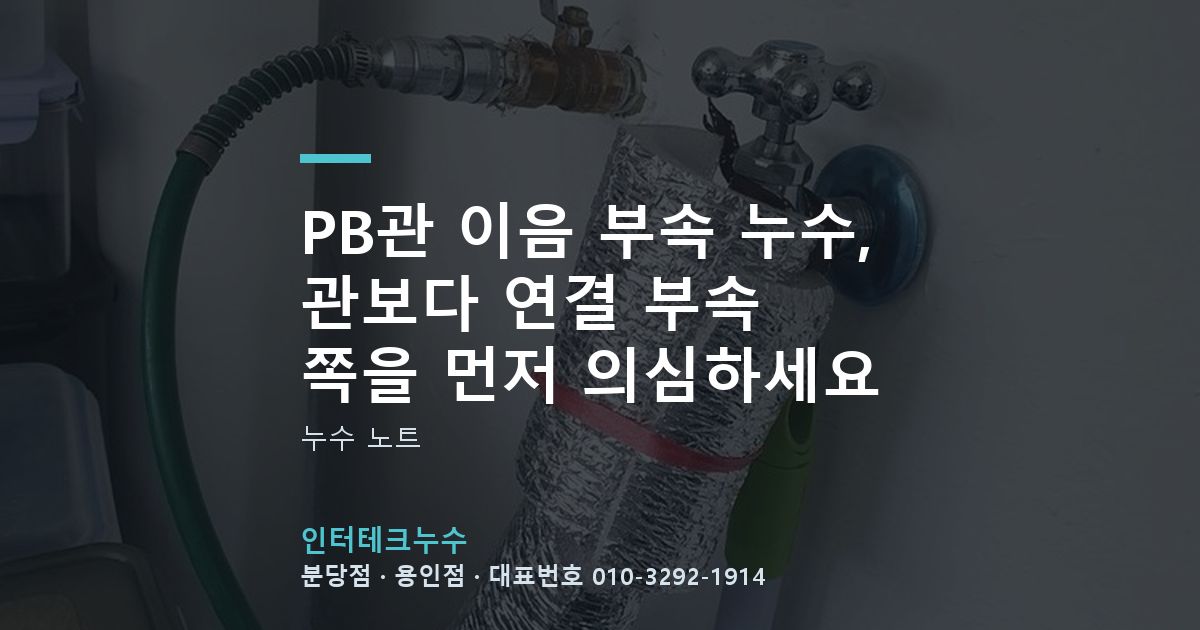 PB관 이음 부속 누수,
관보다 연결 부속
쪽을 먼저 의심하세요
누수 노트
인터테크누수
분당점 · 용인점 · 대표번호 010-3292-1914